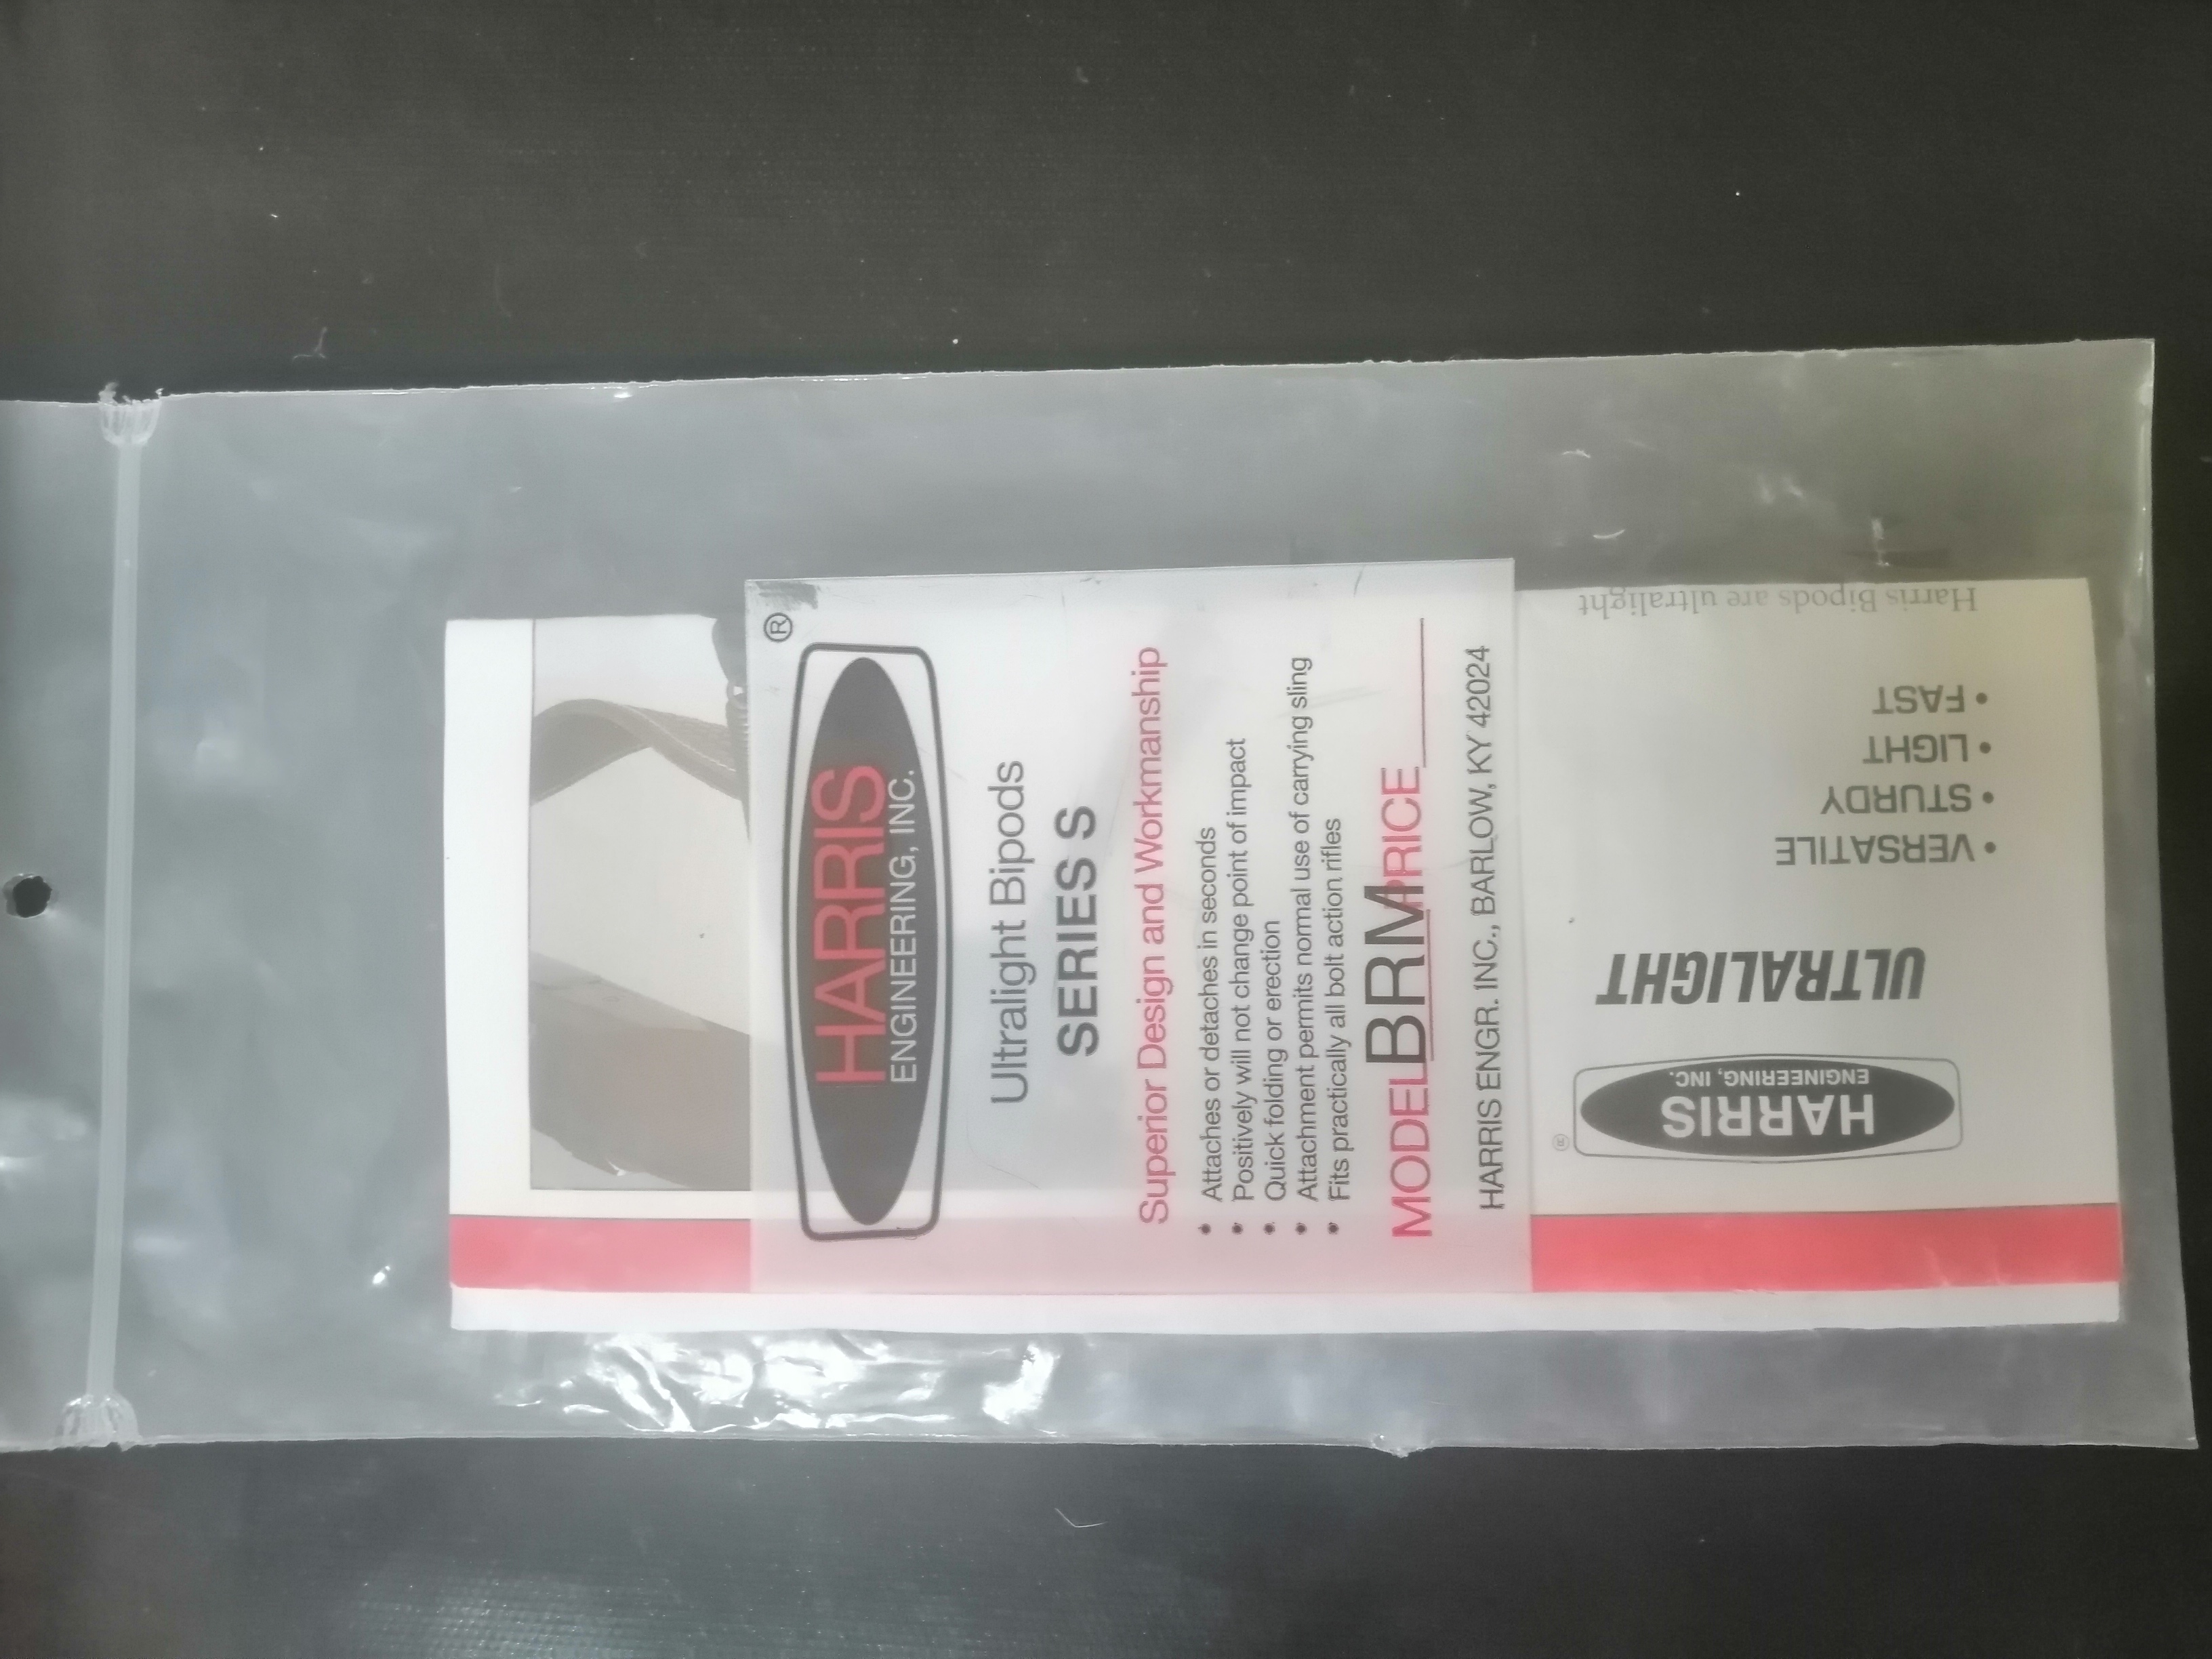 ®
HARRIS
ENGINEERING, INC.
Ultralight Bipods
SERIES S
Superior Design and Workmanship
• Attaches or detaches in seconds
• Positively will not change point of impact
• Quick folding or erection
• Attachment permits normal use of carrying sling
• Fits practically all bolt action rifles
MODEL BRM PRICE
HARRIS ENGR. INC., BARLOW, KY 42024
®
HARRIS
ENGINEERING, INC.
ULTRALIGHT
• VERSATILE
• STURDY
• LIGHT
• FAST
Harris Bipods are ultralight